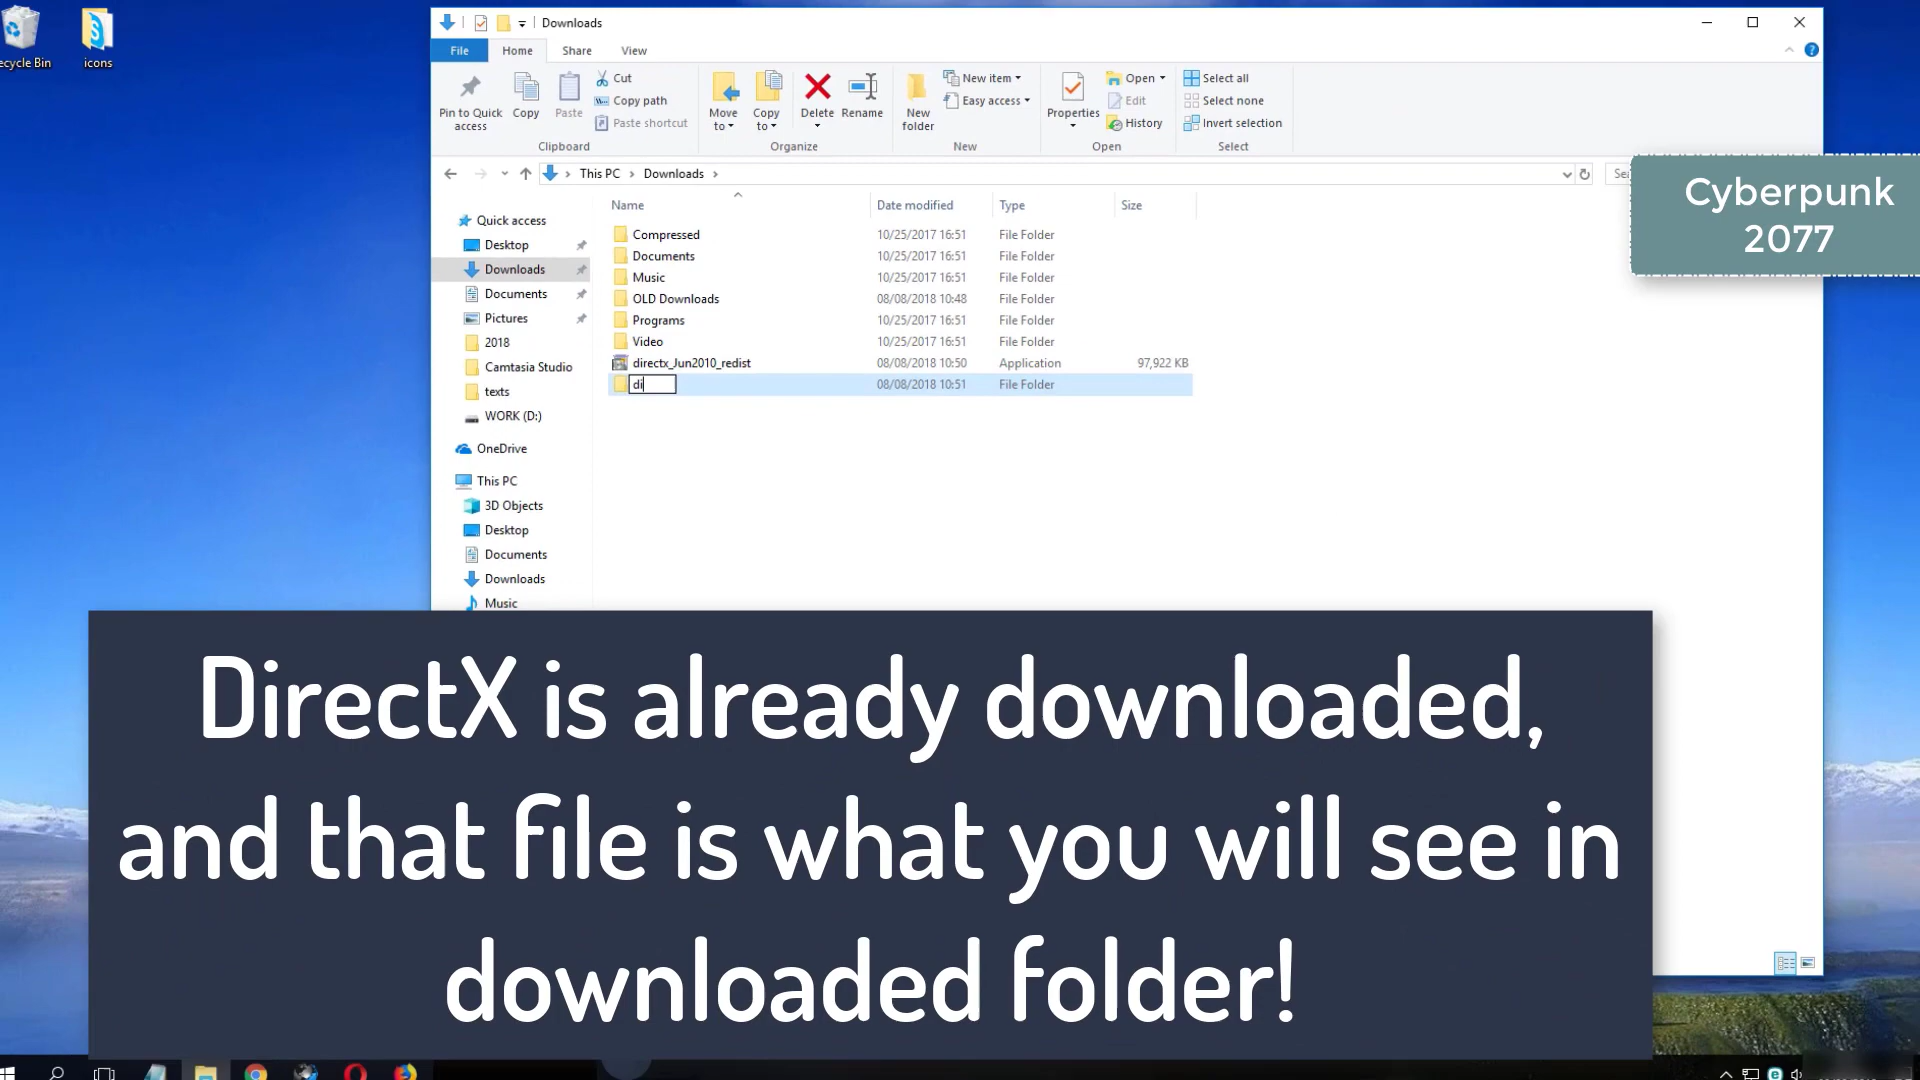 Downloads
File Home Share View
Pin to Quick access
Copy
Paste
Cut
Copy path
Paste shortcut
Clipboard
Move to
Copy to
Delete
Rename
Organize
New folder
New item
Easy access
New
Properties
Open
Edit
History
Open
Select all
Select none
Invert selection
Select
This PC Downloads
Cyberpunk
2077
ecycle Bin
icons
Quick access
Desktop
Downloads
Documents
Pictures
2018
Camtasia Studio
texts
WORK (D:)
OneDrive
This PC
3D Objects
Desktop
Documents
Downloads
Music
Name Date modified Type Size
Compressed 10/25/2017 16:51 File Folder
Documents 10/25/2017 16:51 File Folder
Music 10/25/2017 16:51 File Folder
OLD Downloads 08/08/2018 10:48 File Folder
Programs 10/25/2017 16:51 File Folder
Video 10/25/2017 16:51 File Folder
directx_Jun2010_redist 08/08/2018 10:50 Application 97,922 KB
di 08/08/2018 10:51 File Folder
DirectX is already downloaded,
and that file is what you will see in
downloaded folder!